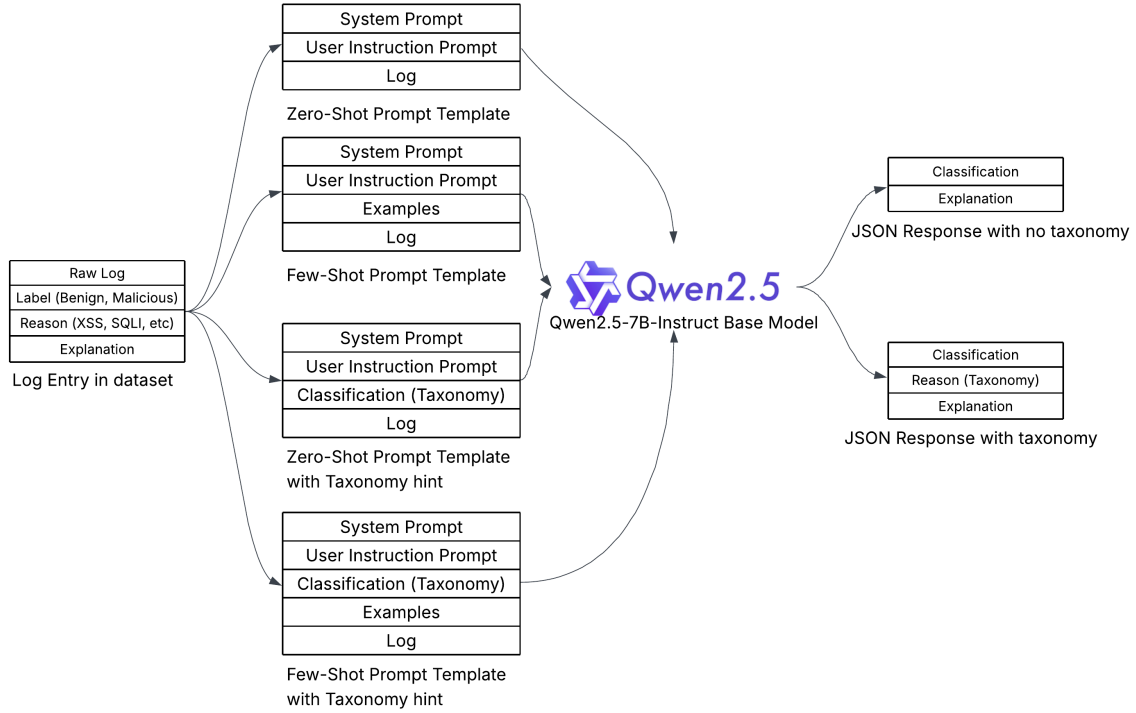 System Prompt
User Instruction Prompt
Log
Zero-Shot Prompt Template
System Prompt
User Instruction Prompt
Examples
Log
Few-Shot Prompt Template
Raw Log
Label (Benign, Malicious)
Reason (XSS, SQLI, etc)
Explanation
Log Entry in dataset
System Prompt
User Instruction Prompt
Classification (Taxonomy)
Log
Zero-Shot Prompt Template
with Taxonomy hint
System Prompt
User Instruction Prompt
Classification (Taxonomy)
Examples
Log
Few-Shot Prompt Template
with Taxonomy hint
Qwen2.5
Qwen2.5-7B-Instruct Base Model
Classification
Explanation
JSON Response with no taxonomy
Classification
Reason (Taxonomy)
Explanation
JSON Response with taxonomy